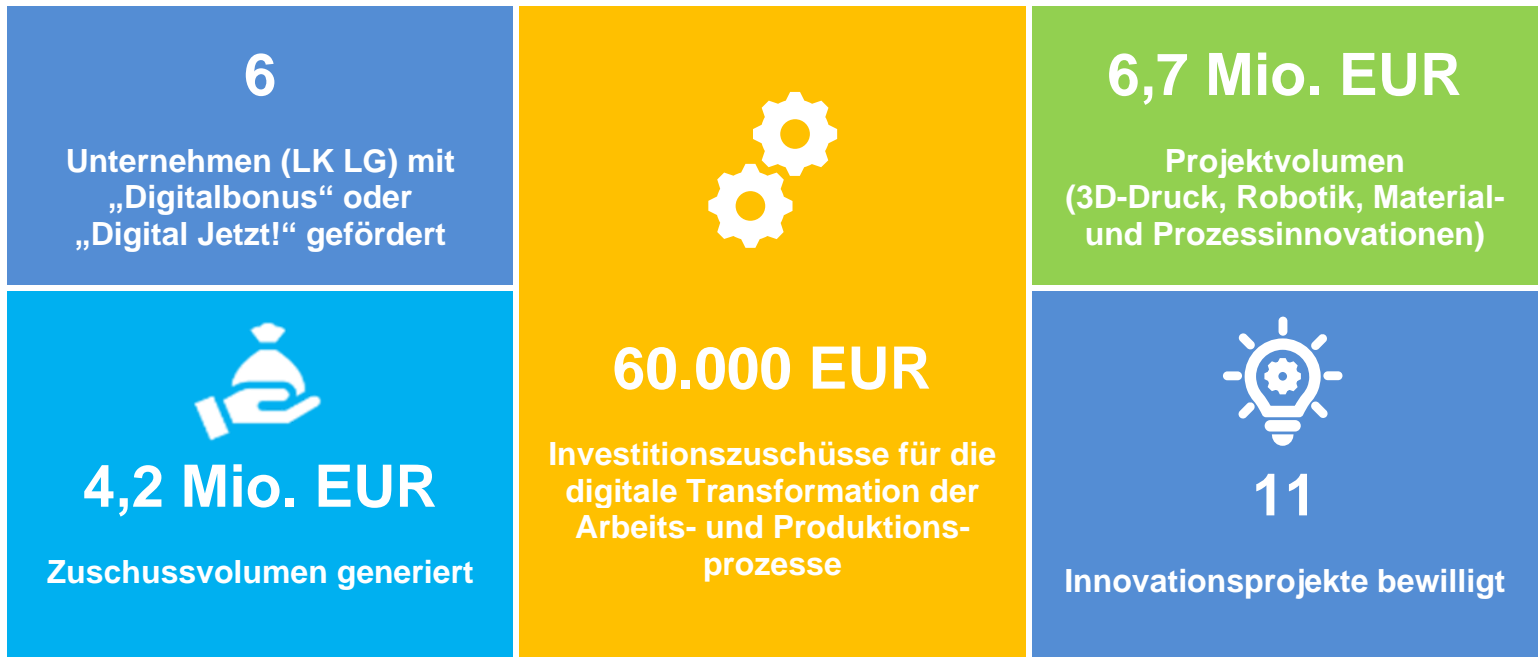 6
Unternehmen (LK LG) mit
„Digitalbonus“ oder
„Digital Jetzt!“ gefördert
4,2 Mio. EUR
Zuschussvolumen generiert
60.000 EUR
Investitionszuschüsse für die
digitale Transformation der
Arbeits- und Produktions-
prozesse
6,7 Mio. EUR
Projektvolumen
(3D-Druck, Robotik, Material-
und Prozessinnovationen)
11
Innovationsprojekte bewilligt